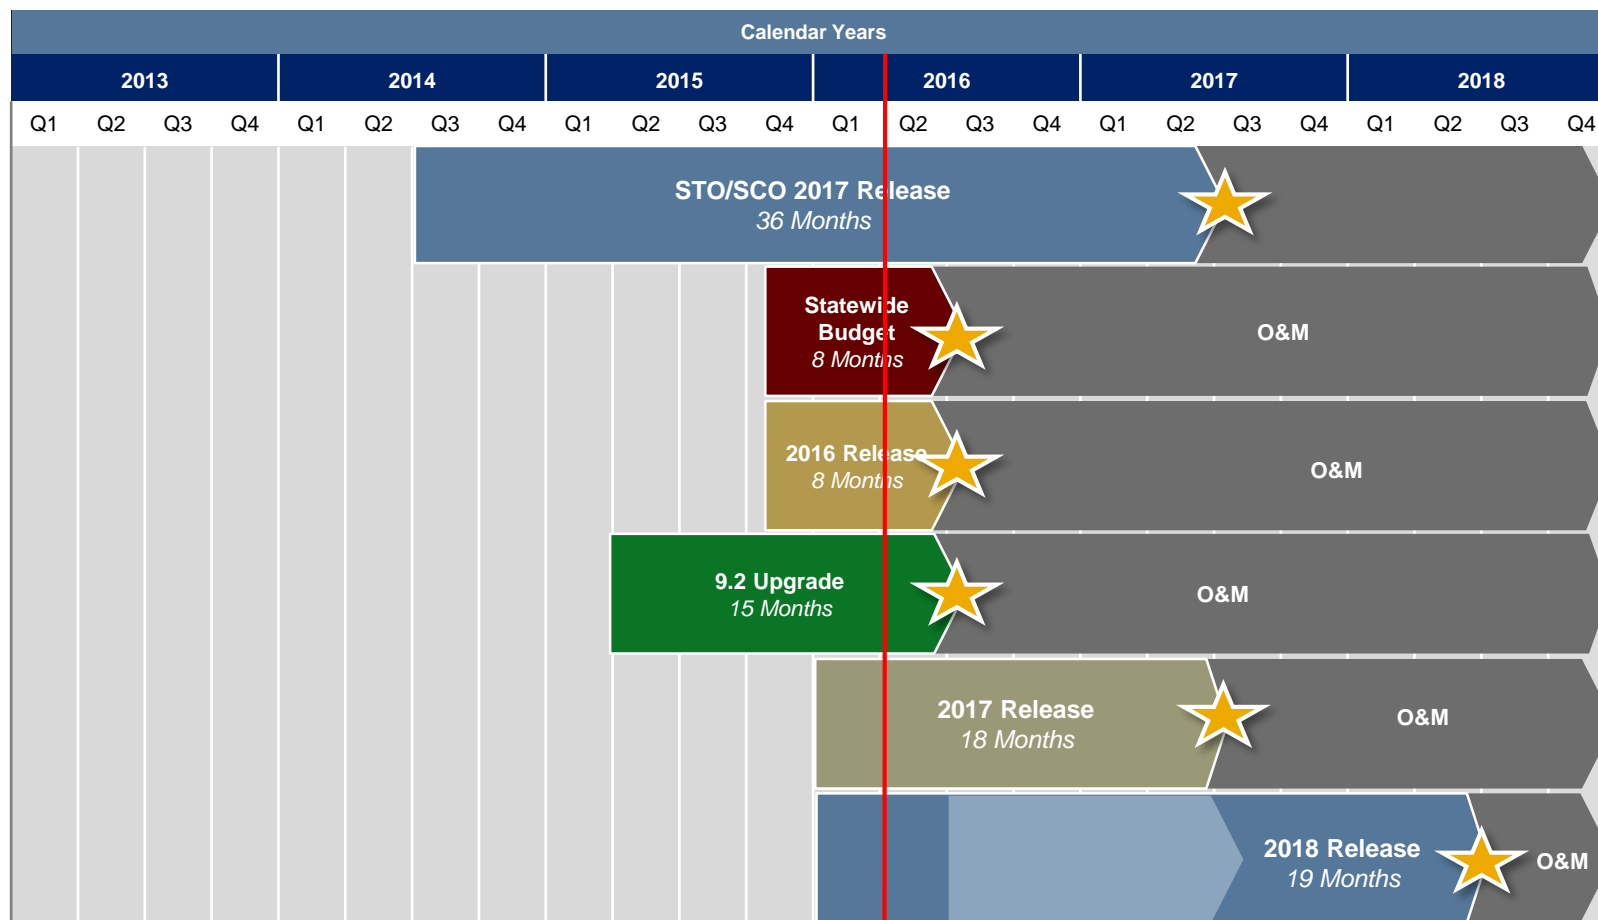 Calendar Years
2013 2014 2015 2016 2017 2018
Q1 Q2 Q3 Q4 Q1 Q2 Q3 Q4 Q1 Q2 Q3 Q4 Q1 Q2 Q3 Q4 Q1 Q2 Q3 Q4 Q1 Q2 Q3 Q4
STO/SCO 2017 Release
36 Months
Statewide
Budget
8 Months
O&M
2016 Release
8 Months
O&M
9.2 Upgrade
15 Months
O&M
2017 Release
18 Months
O&M
2018 Release
19 Months
O&M